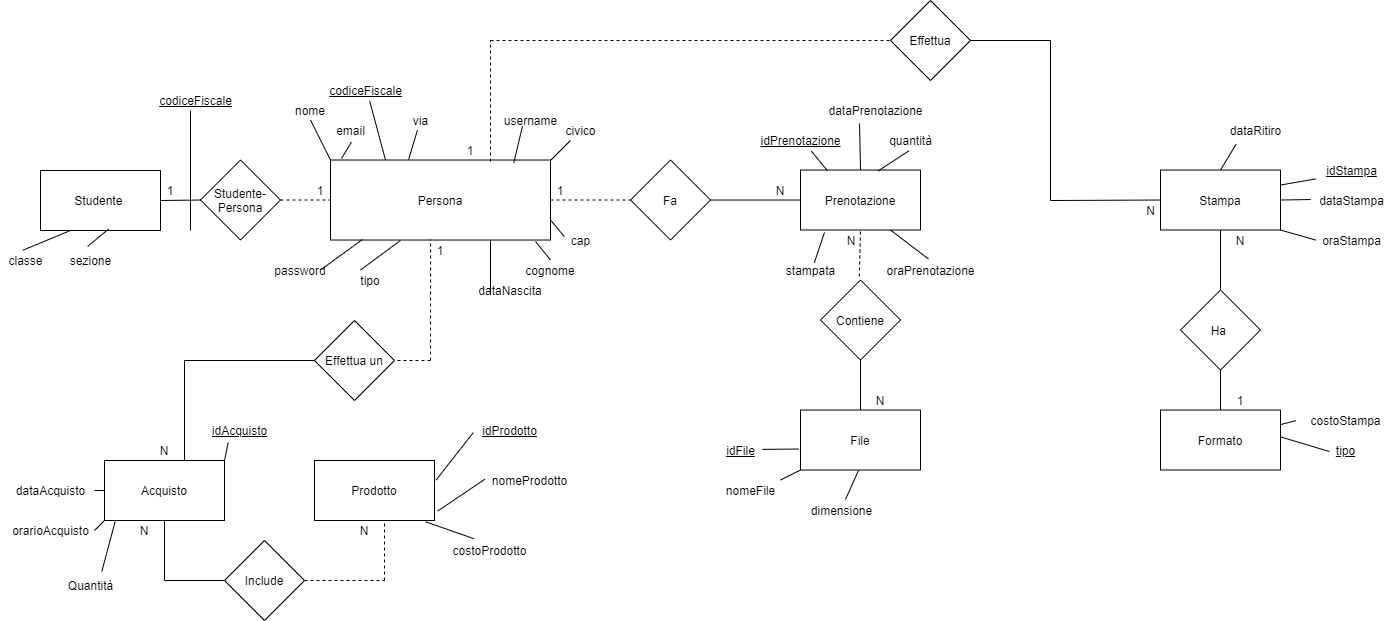 Effettua
codiceFiscale
nome
email
codiceFiscale
via
username
civico
1
dataPrenotazione
idPrenotazione
quantità
dataRitiro
Studente
1
Studente-
Persona
1
Persona
1
Fa
N
Prenotazione
N
Stampa
idStampa
dataStampa
oraStampa
N
classe
sezione
password
tipo
1
dataNascita
cognome
cap
stampata
N
oraPrenotazione
Effettua un
Contiene
Ha
N
idAcquisto
idProdotto
N
1
dataAcquisto
Acquisto
Prodotto
nomeProdotto
idFile
File
Formato
costoStampa
tipo
orarioAcquisto
N
N
costoProdotto
nomeFile
dimensione
Quantità
Include